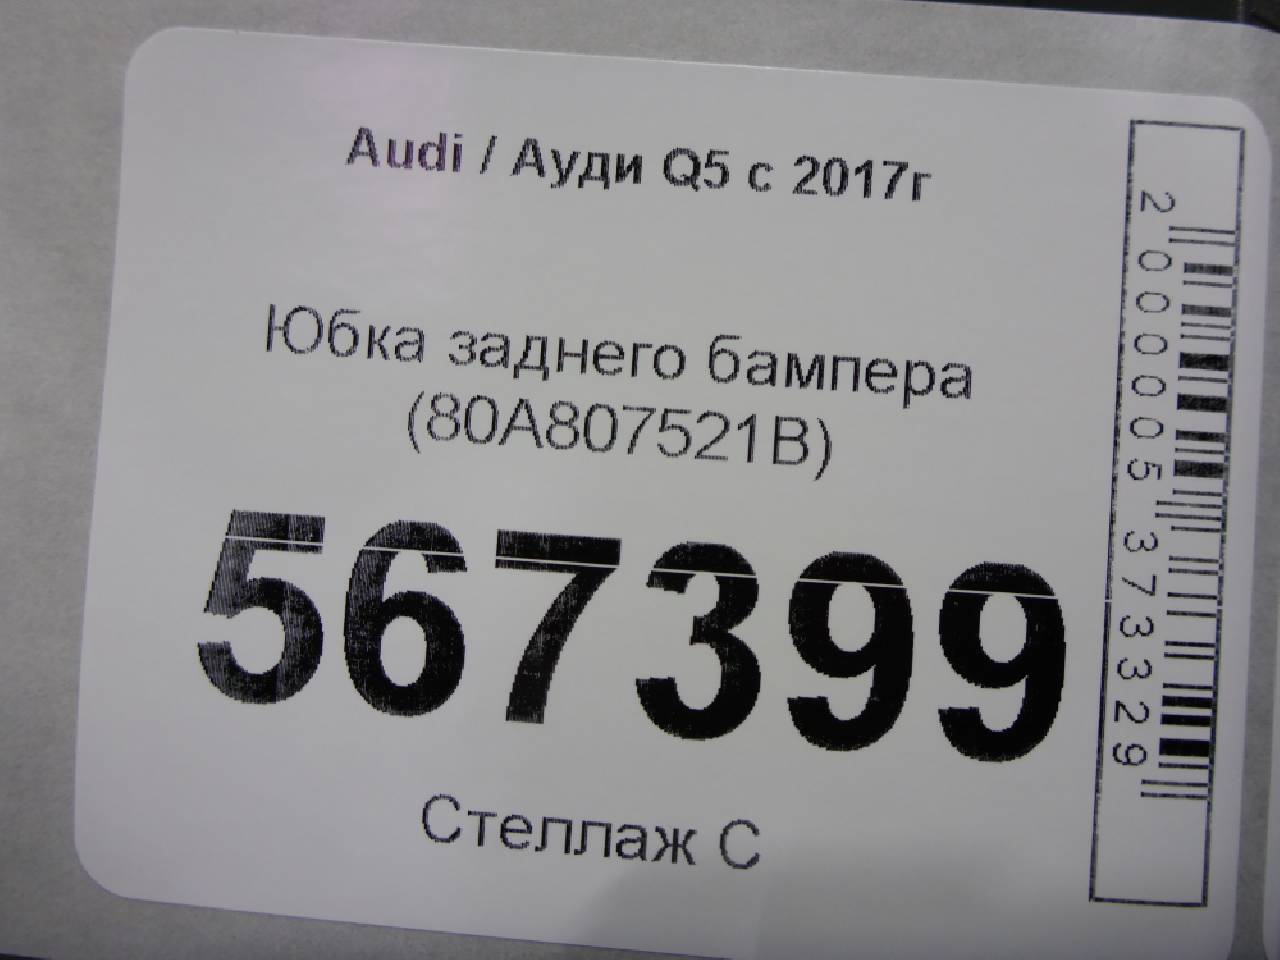 Audi / Ауди Q5 с 2017г
Юбка заднего бампера
(80A807521B)
567399
Стеллаж С
2000005373329